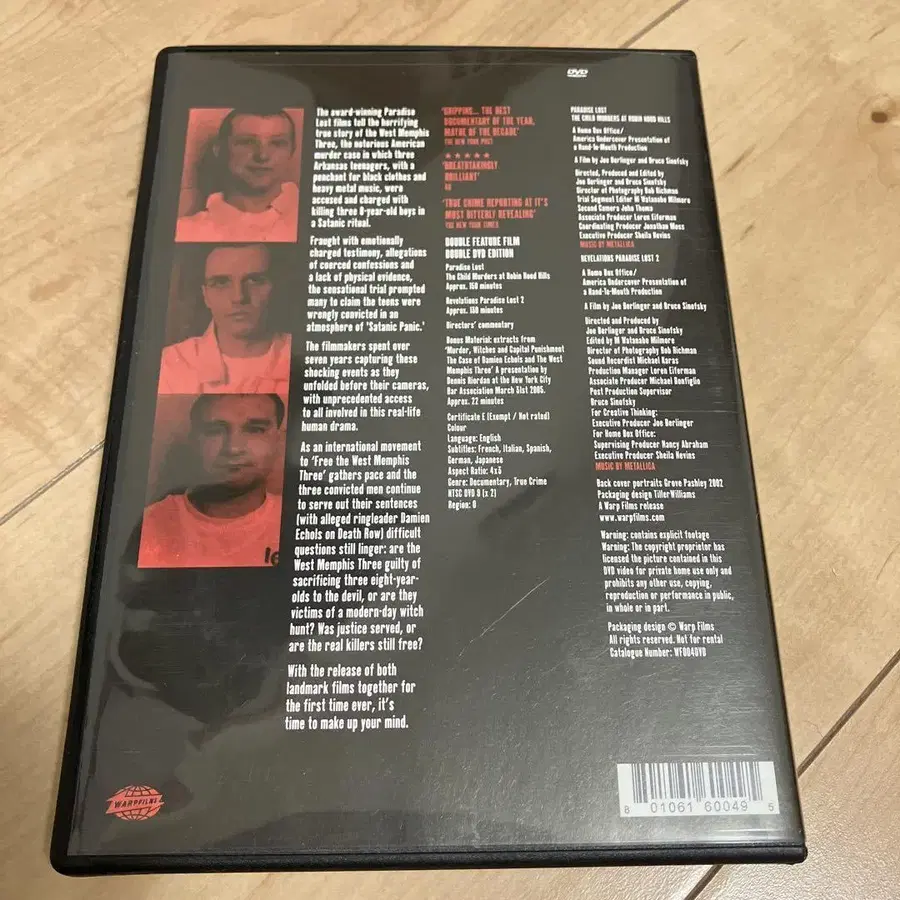 DVD
The award-winning Paradise
Lost films tell the horrifying
true story of the West Memphis
Three, the notorious American
murder case in which three
Arkansas teenagers, with a
penchant for black clothes and
heavy metal music, were
accused and charged with
killing three 8-year-old boys in
a Satanic ritual.
Fraught with emotionally
charged testimony, allegations
of coerced confessions and
a lack of physical evidence,
the sensational trial prompted
many to claim the teens were
wrongly convicted in an
atmosphere of 'Satanic Panic.'
The filmmakers spent over
seven years capturing these
shocking events as they
unfolded before their cameras,
with unprecedented access
to all involved in this real-life
human drama.
As an international movement
to 'Free the West Memphis
Three' gathers pace and the
three convicted men continue
to serve out their sentences
(with alleged ringleader Damien
Echols on Death Row) difficult
questions still linger: are the
West Memphis Three guilty of
sacrificing three eight-year-
olds to the devil, or are they
victims of a modern-day witch
hunt? Was justice served, or
are the real killers still free?
With the release of both
landmark films together for
the first time ever, it's
time to make up your mind.
'GRIPPING... THE BEST
DOCUMENTARY OF THE YEAR,
MAYBE OF THE DECADE'
THE NEW YORK POST
★★★★★
'BREATHTAKINGLY
BRILLIANT'
'TRUE CRIME REPORTING AT IT'S
MOST BITTERLY REVEALING'
THE NEW YORK TIMES
DOUBLE FEATURE FILM
DOUBLE DVD EDITION
Paradise Lost
The Child Murders at Robin Hood Hills
Approx. 150 minutes
Revelations Paradise Lost 2
Approx. 130 minutes
Directors' commentary
Bonus Material: extracts from
'Murder, Witches and Capital Punishment
The Case of Damien Echols and The West
Memphis Three' A presentation by
Dennis Riordan at the New York City
Bar Association March 31st 2005.
Approx. 22 minutes
Certificate E (Exempt / Not rated)
Colour
Language: English
Subtitles: French, Italian, Spanish,
German, Japanese
Aspect Ratio: 4x3
Genre: Documentary, True Crime
NTSC DVD 9 (x 2)
Region: 0
PARADISE LOST
THE CHILD MURDERS AT ROBIN HOOD HILLS
A Home Box Office/
America Undercover Presentation of
a Hand-To-Mouth Production
A Film by Joe Berlinger and Bruce Sinofsky
Directed, Produced and Edited by
Joe Berlinger and Bruce Sinofsky
Director of Photography Bob Richman
Trial Segment Editor M Watanabe Milmore
Second Camera John Thoma
Associate Producer Loren Eiferman
Coordinating Producer Jonathan Moss
Executive Producer Sheila Nevins
MUSIC BY METALLICA
REVELATIONS PARADISE LOST 2
A Home Box Office/
America Undercover Presentation of
a Hand-To-Mouth Production
A Film by Joe Berlinger and Bruce Sinofsky
Directed and Produced by
Joe Berlinger and Bruce Sinofsky
Edited by M Watanabe Milmore
Director of Photography Bob Richman
Sound Recordist Michael Karas
Production Manager Loren Eiferman
Associate Producer Michael Bonfiglio
Post Production Supervisor
Bruce Sinofsky
For Creative Thinking:
Executive Producer Joe Berlinger
For Home Box Office:
Supervising Producer Nancy Abraham
Executive Producer Sheila Nevins
MUSIC BY METALLICA
Back cover portraits Grove Pashley 2002
Packaging design TillerWilliams
A Warp Films release
www.warpfilms.com
Warning: contains explicit footage
Warning: The copyright proprietor has
licensed the picture contained in this
DVD video for private home use only and
prohibits any other use, copying,
reproduction or performance in public,
in whole or in part.
Packaging design © Warp Films
All rights reserved. Not for rental
Catalogue Number: WF004DVD
WARPFILMS
8 01061 60049 5